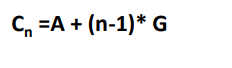 Cₙ =A + (n-1)* G